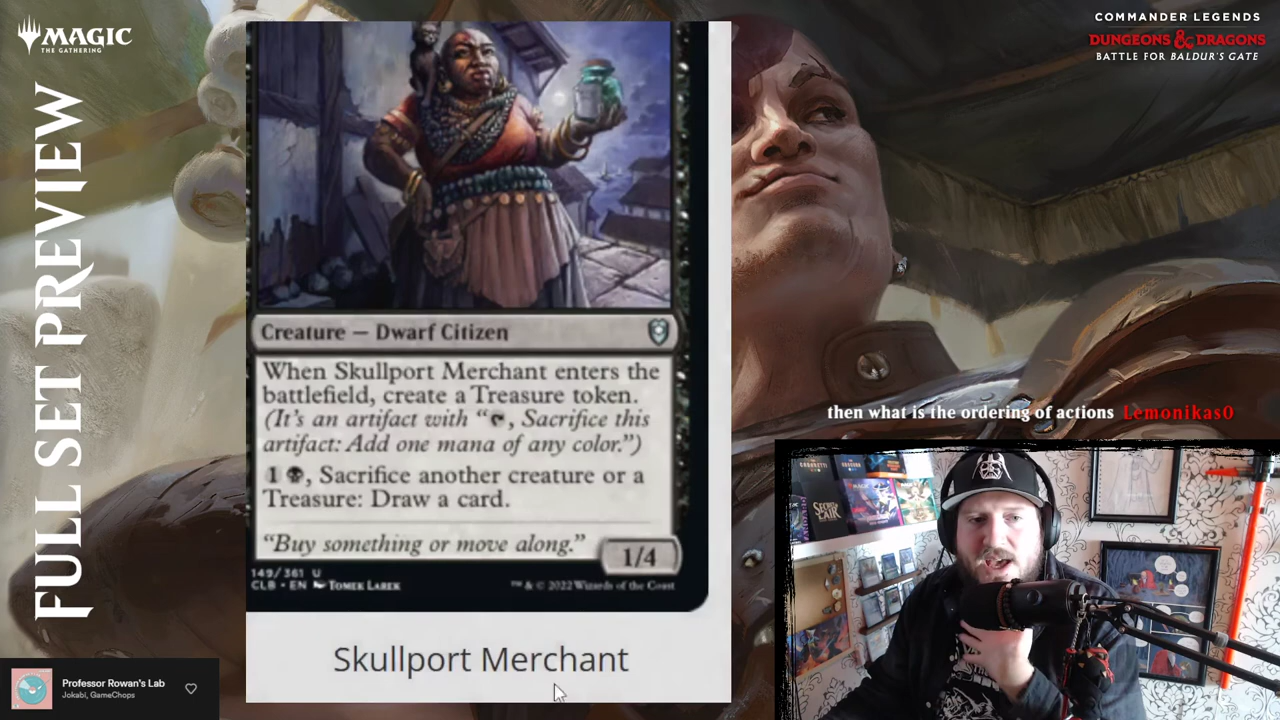 MAGIC
THE GATHERING
FULL SET PREVIEW
COMMANDER LEGENDS
DUNGEONS & DRAGONS
BATTLE FOR BALDUR'S GATE
Creature — Dwarf Citizen
When Skullport Merchant enters the
battlefield, create a Treasure token.
(It's an artifact with “, Sacrifice this
artifact: Add one mana of any color.”)
1, Sacrifice another creature or a
Treasure: Draw a card.
“Buy something or move along.”
1/4
149/361 U
CLB • EN TOMEK LAREK
™ & © 2022 Wizards of the Coast
Skullport Merchant
then what is the ordering of actions Lemonikas0
SECRET
LAIR
Professor Rowan's Lab
Jokabi, GameChops